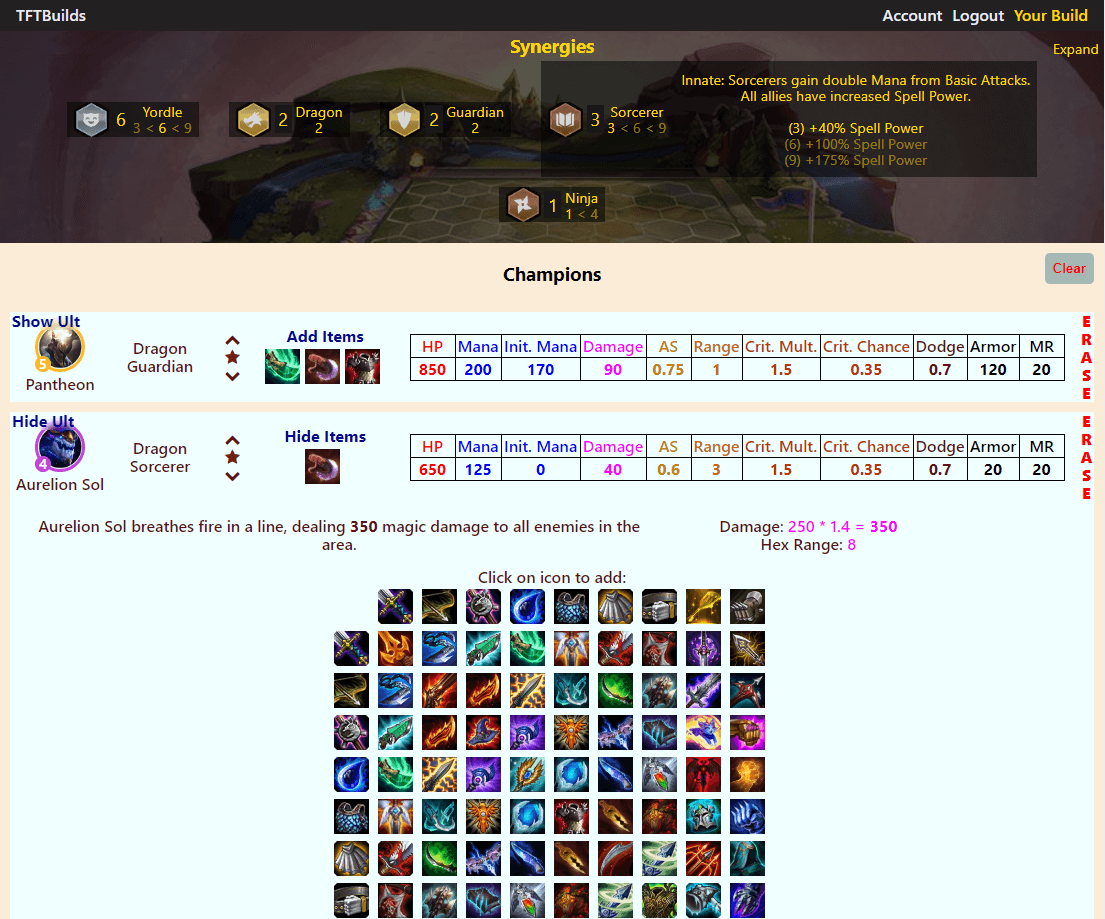 TFTBuilds
Account Logout Your Build
Synergies
Expand
6 Yordle
3 < 6 < 9
2 Dragon
2
2 Guardian
2
3 Sorcerer
3 < 6 < 9
Innate: Sorcerers gain double Mana from Basic Attacks.
All allies have increased Spell Power.
(3) +40% Spell Power
(6) +100% Spell Power
(9) +175% Spell Power
1 Ninja
1 < 4
Champions
Clear
Show Ult
5
Pantheon
Dragon
Guardian
Add Items
HP Mana Init. Mana Damage AS Range Crit. Mult. Crit. Chance Dodge Armor MR
850 200 170 90 0.75 1 1.5 0.35 0.7 120 20
ERASE
Hide Ult
4
Aurelion Sol
Dragon
Sorcerer
Hide Items
HP Mana Init. Mana Damage AS Range Crit. Mult. Crit. Chance Dodge Armor MR
650 125 0 40 0.6 3 1.5 0.35 0.7 20 20
ERASE
Aurelion Sol breathes fire in a line, dealing 350 magic damage to all enemies in the
area.
Damage: 250 * 1.4 = 350
Hex Range: 8
Click on icon to add: